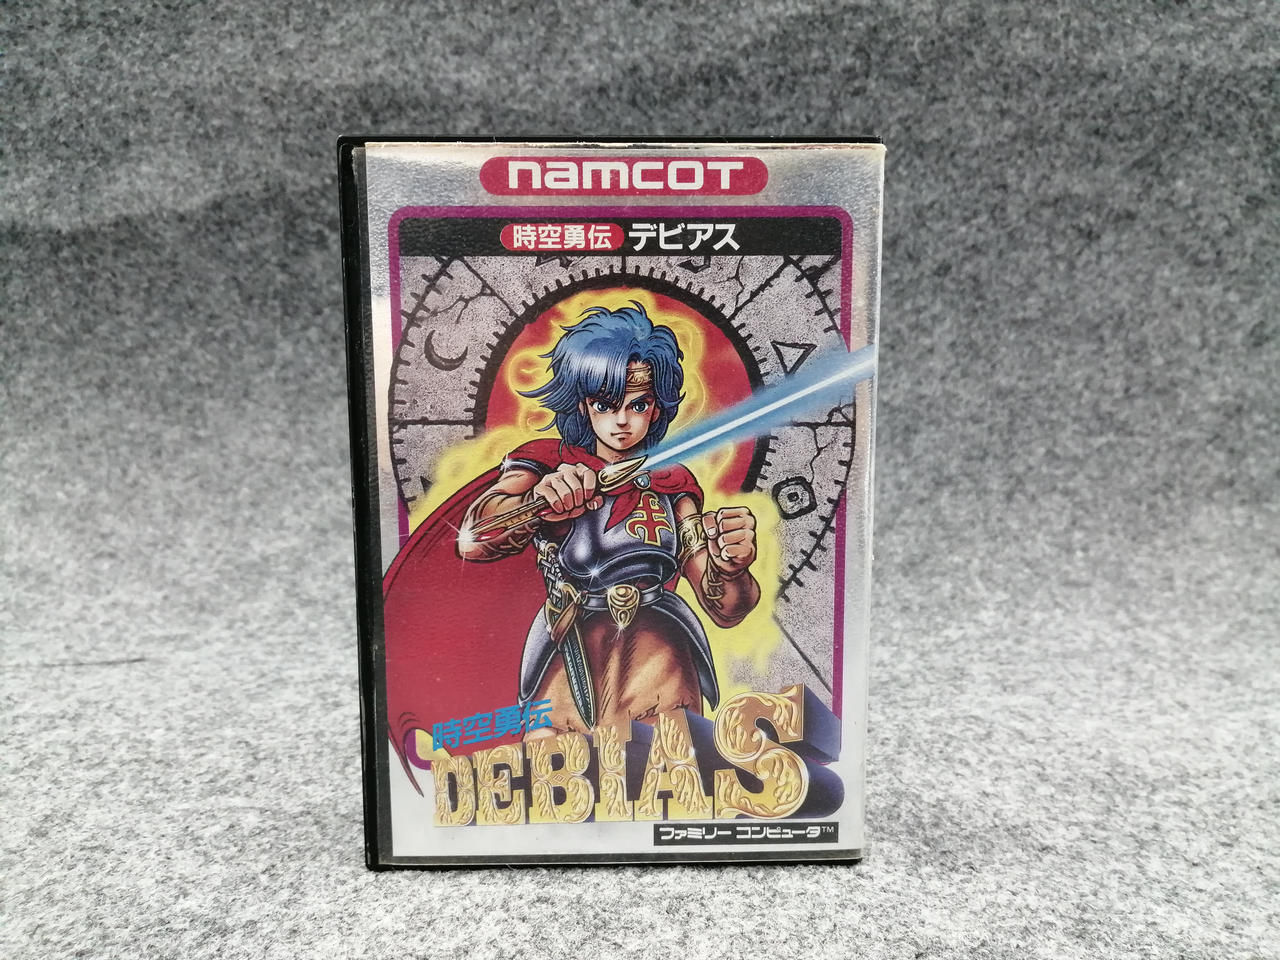 namcot
時空勇伝 デビアス
時空勇伝
DEBIAS
ファミリー コンピュータ™